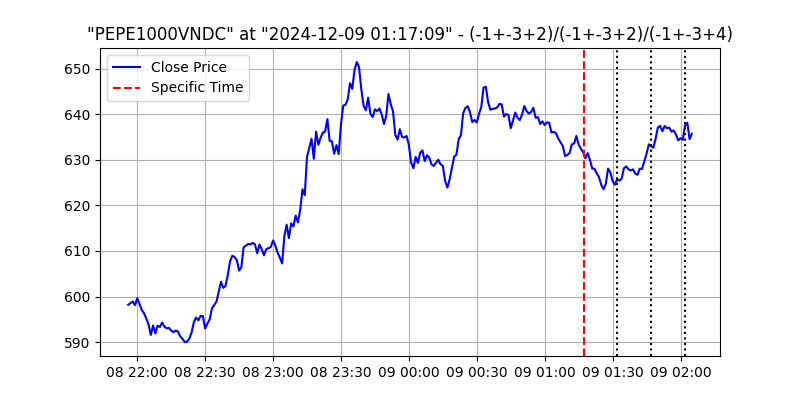 "PEPE1000VNDC" at "2024-12-09 01:17:09" - (-1+-3+2)/(-1+-3+2)/(-1+-3+4)
Close Price
Specific Time
650
640
630
620
610
600
590
08 22:00 08 22:30 08 23:00 08 23:30 09 00:00 09 00:30 09 01:00 09 01:30 09 02:00